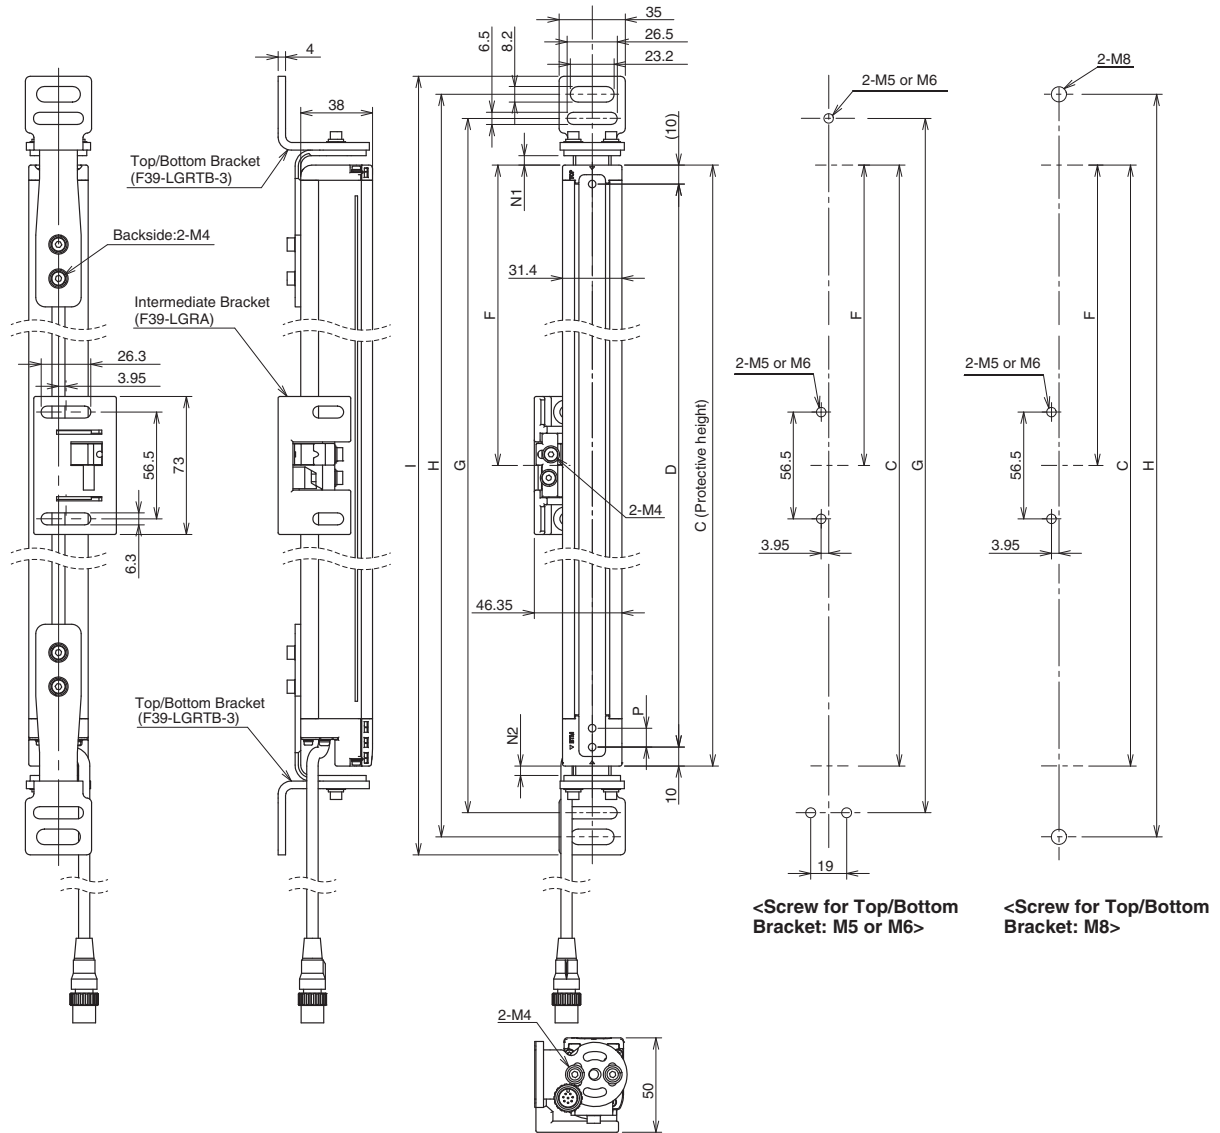 35
26.5
23.2
6.5
8.2
4
38
2-M5 or M6
2-M8
(10)
Top/Bottom Bracket
(F39-LGRTB-3)
N1
Backside:2-M4
31.4
Intermediate Bracket
(F39-LGRA)
F
F
F
26.3
3.95
2-M5 or M6
2-M5 or M6
56.5
73
I
H
G
D
C (Protective height)
56.5
C
G
56.5
C
H
2-M4
6.3
3.95
3.95
46.35
Top/Bottom Bracket
(F39-LGRTB-3)
N2
P
10
19
<Screw for Top/Bottom
Bracket: M5 or M6>
<Screw for Top/Bottom
Bracket: M8>
2-M4
50